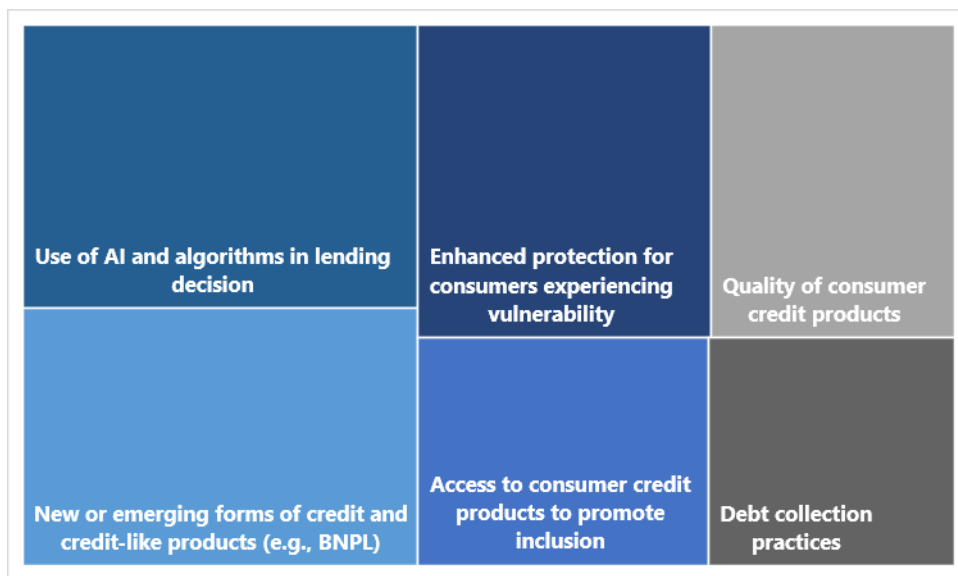 Use of AI and algorithms in lending
decision
Enhanced protection for
consumers experiencing
vulnerability
Quality of consumer
credit products
New or emerging forms of credit and
credit-like products (e.g., BNPL)
Access to consumer credit
products to promote
inclusion
Debt collection
practices